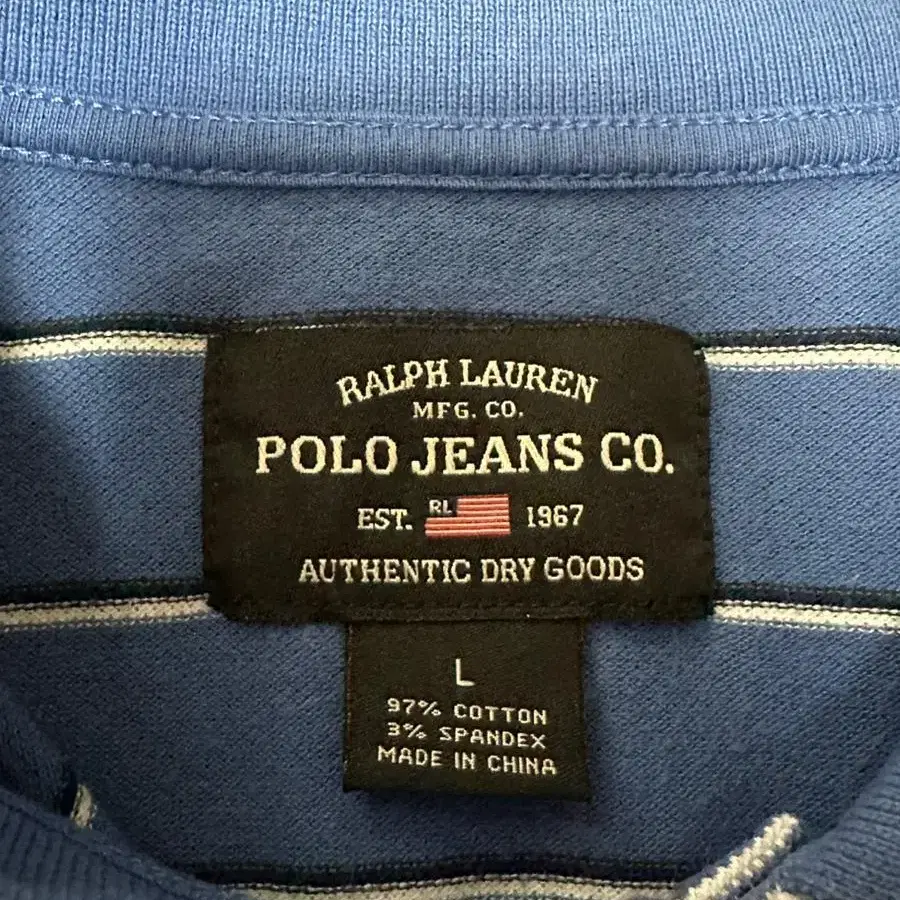 RALPH LAUREN
MFG. CO.
POLO JEANS CO.
EST. RL 1967
AUTHENTIC DRY GOODS
L
97% COTTON
3% SPANDEX
MADE IN CHINA